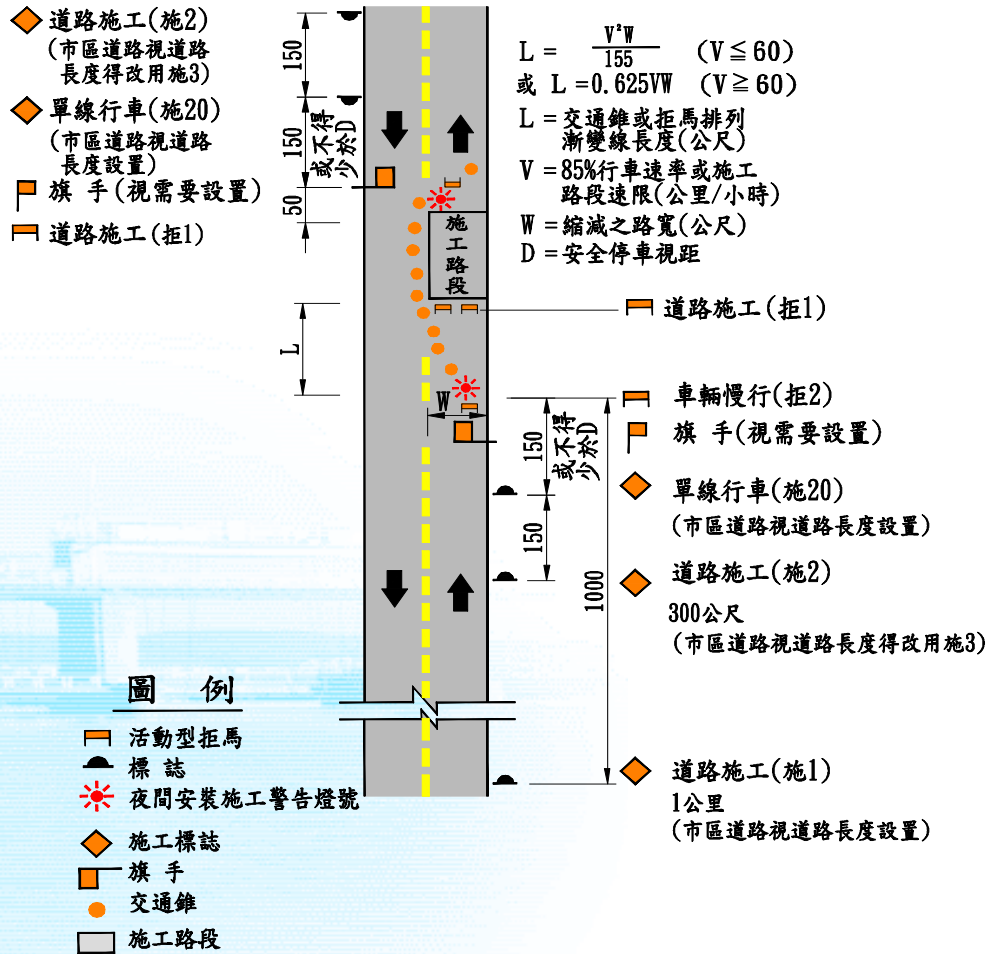 道路施工(施2)
(市區道路視道路
長度得改用施3)
單線行車(施20)
(市區道路視道路
長度設置)
旗 手(視需要設置)
道路施工(拒1)
150
150
或不得
少於D
50
L
施工路段
W
L = V²W
155 (V≦60)
或 L=0.625VW (V≧60)
L = 交通錐或拒馬排列
漸變線長度(公尺)
V = 85%行車速率或施工
路段速限(公里/小時)
W = 縮減之路寬(公尺)
D = 安全停車視距
道路施工(拒1)
車輛慢行(拒2)
旗 手(視需要設置)
150
或不得
少於D
150
1000
單線行車(施20)
(市區道路視道路長度設置)
道路施工(施2)
300公尺
(市區道路視道路長度得改用施3)
道路施工(施1)
1公里
(市區道路視道路長度設置)
圖 例
活動型拒馬
標 誌
夜間安裝施工警告燈號
施工標誌
旗 手
交通錐
施工路段